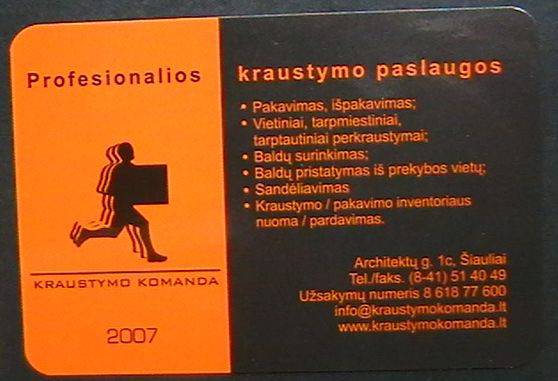 Profesionalios kraustymo paslaugos
• Pakavimas, išpakavimas;
• Vietiniai, tarpmiestiniai,
tarptautiniai perkraustymai;
• Baldų surinkimas;
• Baldų pristatymas iš prekybos vietų;
• Sandėliavimas
• Kraustymo / pakavimo inventoriaus
nuoma / pardavimas.
KRAUSTYMO KOMANDA
2007
Architektų g. 1c, Šiauliai
Tel./faks. (8-41) 51 40 49
Užsakymų numeris 8 618 77 600
info@kraustymokomanda.lt
www.kraustymokomanda.lt